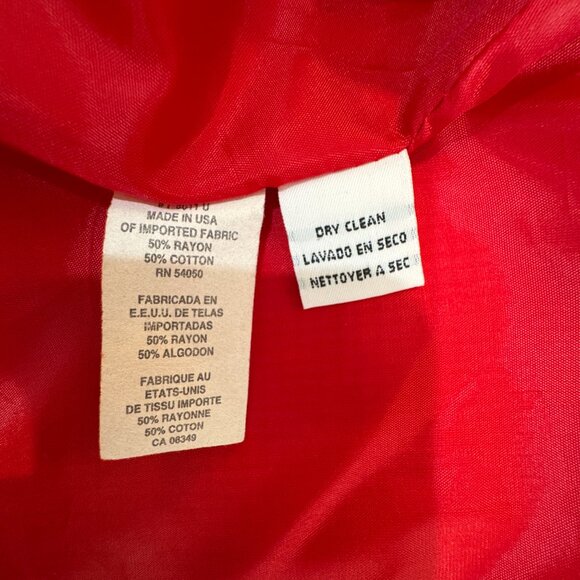 MADE IN USA
OF IMPORTED FABRIC
50% RAYON
50% COTTON
RN 54050
FABRICADA EN
E.E.U.U. DE TELAS
IMPORTADAS
50% RAYON
50% ALGODON
FABRIQUE AU
ETATS-UNIS
DE TISSU IMPORTE
50% RAYONNE
50% COTON
CA 08349
DRY CLEAN
LAVADO EN SECO
NETTOYER A SEC